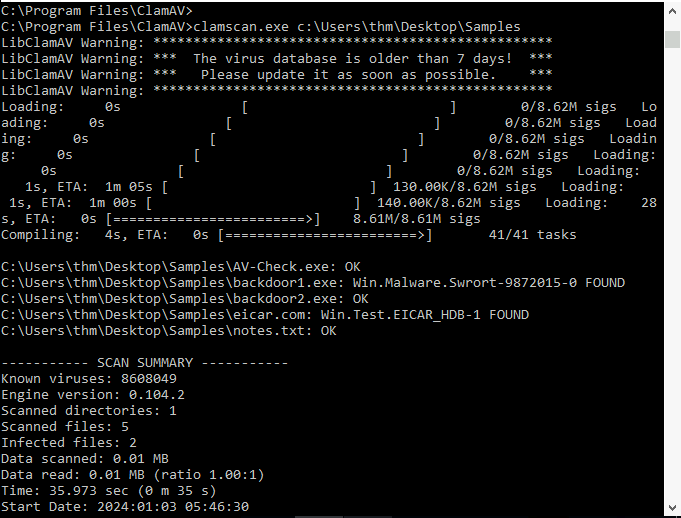 C:\Program Files\ClamAV>
C:\Program Files\ClamAV>clamscan.exe c:\Users\thm\Desktop\Samples
LibClamAV Warning: **************************************************
LibClamAV Warning: ***  The virus database is older than 7 days!  ***
LibClamAV Warning: ***   Please update it as soon as possible.    ***
LibClamAV Warning: **************************************************
Loading:     0s               [                         ]        0/8.62M sigs   Lo
ading:     0s               [                         ]        0/8.62M sigs   Load
ing:     0s               [                         ]        0/8.62M sigs   Loadin
g:     0s               [                         ]        0/8.62M sigs   Loading:
     0s               [                         ]        0/8.62M sigs   Loading:
   1s, ETA:  1m 05s [                         ]  130.00K/8.62M sigs   Loading:
 1s, ETA:  1m 00s [                         ]  140.00K/8.62M sigs   Loading:    28
s, ETA:   0s [========================>]    8.61M/8.61M sigs
Compiling:   4s, ETA:   0s [========================>]       41/41 tasks
C:\Users\thm\Desktop\Samples\AV-Check.exe: OK
C:\Users\thm\Desktop\Samples\backdoor1.exe: Win.Malware.Swrort-9872015-0 FOUND
C:\Users\thm\Desktop\Samples\backdoor2.exe: OK
C:\Users\thm\Desktop\Samples\eicar.com: Win.Test.EICAR_HDB-1 FOUND
C:\Users\thm\Desktop\Samples\notes.txt: OK
----------- SCAN SUMMARY -----------
Known viruses: 8608049
Engine version: 0.104.2
Scanned directories: 1
Scanned files: 5
Infected files: 2
Data scanned: 0.01 MB
Data read: 0.01 MB (ratio 1.00:1)
Time: 35.973 sec (0 m 35 s)
Start Date: 2024:01:03 05:46:30